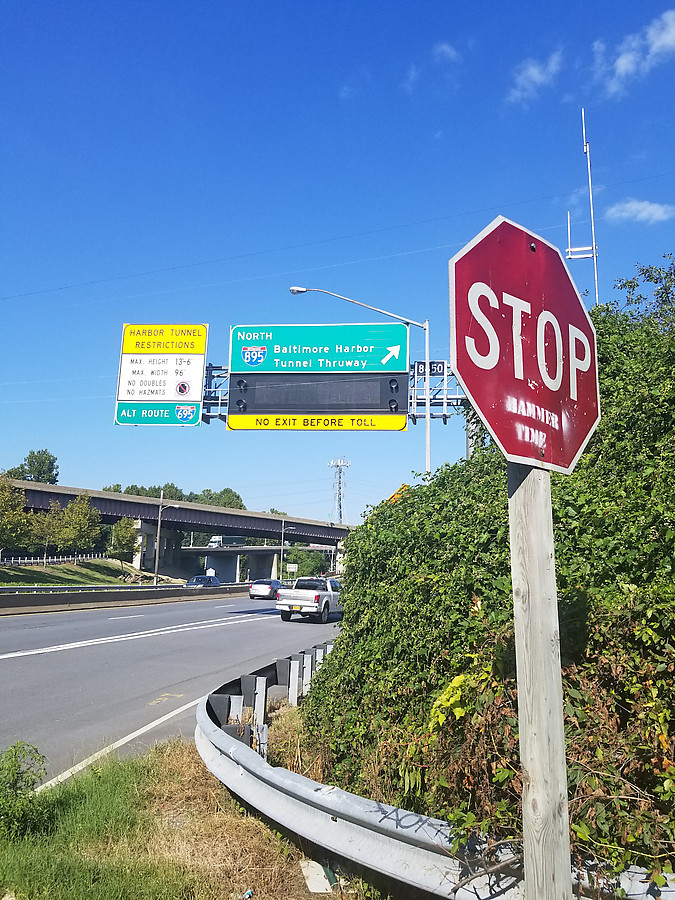 HARBOR TUNNEL
RESTRICTIONS
MAX. HEIGHT 13'-6"
MAX. WIDTH 96"
NO DOUBLES
NO HAZMATS
ALT ROUTE 695
NORTH
895 Baltimore Harbor
Tunnel Thruway
NO EXIT BEFORE TOLL
STOP
HAMMER
TIME